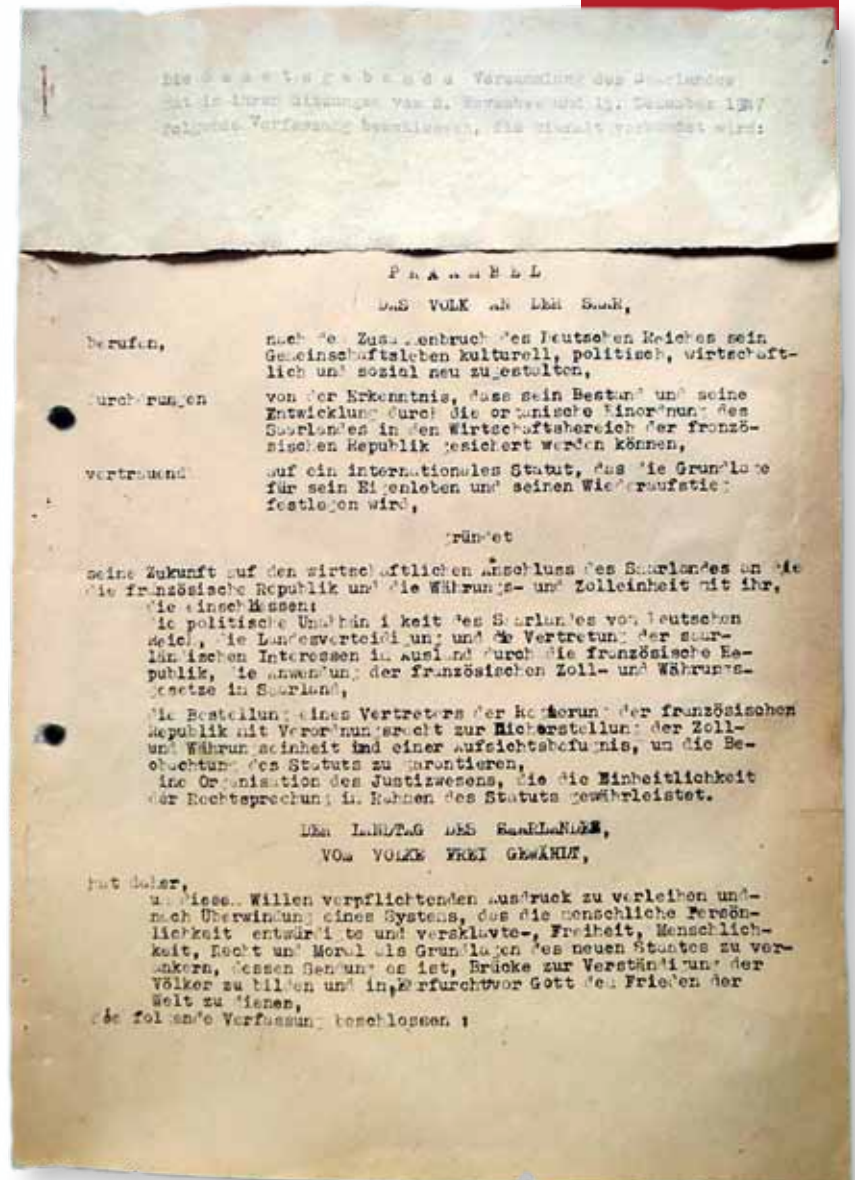 Die G e s e t z g e b e n d e Versammlung des Saarlandes
hat in ihren Sitzungen vom 8. November und 15. Dezember 1947
folgende Verfassung beschlossen, die hiermit verkündet wird:
PRÄAMBEL
DAS VOLK AN DER SAAR,
berufen, nach dem Zusammenbruch des Deutschen Reiches sein
Gemeinschaftsleben kulturell, politisch, wirtschaft-
lich und sozial neu zugestalten,
durchdrungen von der Erkenntnis, dass sein Bestand und seine
Entwicklung durch die organische Einordnung des
Saarlandes in den Wirtschaftsbereich der franzö-
sischen Republik gesichert werden können,
vertrauend auf ein internationales Statut, das die Grundlage
für sein Eigenleben und seinen Wiederaufstieg
festlegen wird,
gründet
seine Zukunft auf den wirtschaftlichen Anschluss des Saarlandes an die
die französische Republik und die Währungs- und Zolleinheit mit ihr,
die einschlessen:
die politische Unabhängigkeit des Saarlandes vom Deutschen
Reich, die Landesverteidigung und die Vertretung der saar-
ländischen Interessen im Ausland durch die französische Re-
publik, die Anwendung der französischen Zoll- und Währungs-
gesetze im Saarland,
die Bestellung eines Vertreters der Regierung der französischen
Republik mit Verordnungsrecht zur Sicherstellung der Zoll-
und Währungseinheit und einer Aufsichtsbefugnis, um die Be-
obachtung des Statuts zu garantieren,
eine Organisation des Justizwesens, die die Einheitlichkeit
der Rechtsprechung im Rahmen des Statuts gewährleistet.
DER LANDTAG DES SAARLANDES,
VOM VOLKE FREI GEWÄHLT,
hat daher,
um diesem Willen verpflichtenden Ausdruck zu verleihen und-
nach Überwindung eines Systems, das die menschliche Persön-
lichkeit entwürdigte und versklavte-, Freiheit, Menschlich-
keit, Recht und Moral als Grundlagen des neuen Staates zu ver-
ankern, dessen Sendung es ist, Brücke zur Verständigung der
Völker zu bilden und in Erfurcht vor Gott dem Frieden der
Welt zu dienen,
die folgende Verfassung beschlossen :